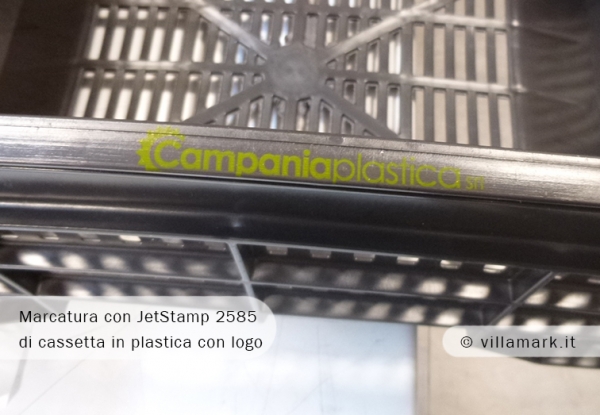 Campaniaplastica srl
Marcatura con JetStamp 2585
di cassetta in plastica con logo
© villamark.it